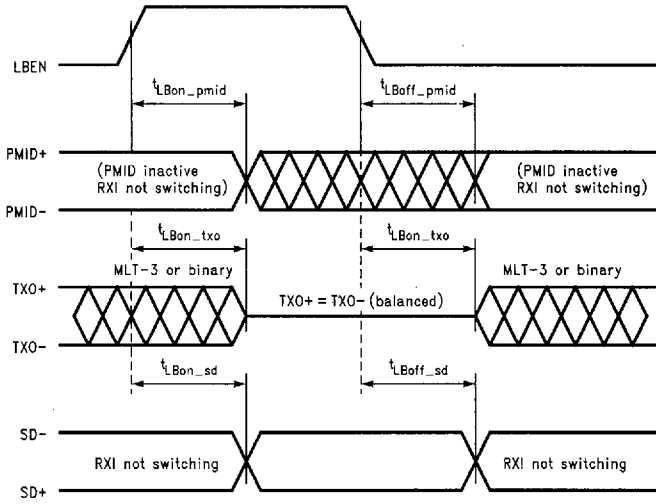 LBEN
tLBon_pmid
tLBoff_pmid
PMID+
(PMID inactive
RXI not switching)
(PMID inactive
RXI not switching)
PMID-
tLBon_txo
tLBon_txo
MLT-3 or binary
MLT-3 or binary
TXO+
TXO+ = TXO- (balanced)
TXO-
tLBon_sd
tLBoff_sd
SD-
RXI not switching
RXI not switching
SD+